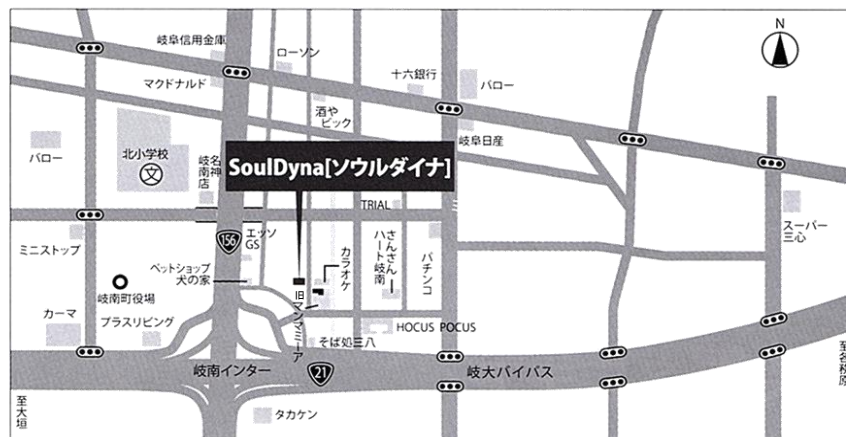 岐阜信用金庫
ローソン
マクドナルド
十六銀行
バロー
N
酒や
ビック
岐阜日産
バロー
北小学校
文
名神
岐南店
SoulDyna[ソウルダイナ]
TRIAL
スーパー
三心
ミニストップ
156
エッソ
GS
カラオケ
さんさん
ハート岐南
パチンコ
ペットショップ
犬の家
岐南町役場
旧
マンマミーア
カーマ
プラスリビング
HOCUS POCUS
そば処三八
岐南インター
21
岐大バイパス
至各務原
至大垣
タカケン